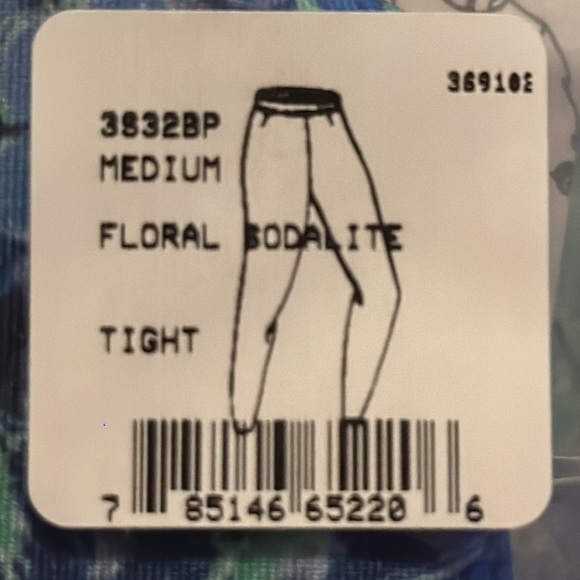 369102
3832BP
MEDIUM
FLORAL SODALITE
TIGHT
7 85146 65220 6